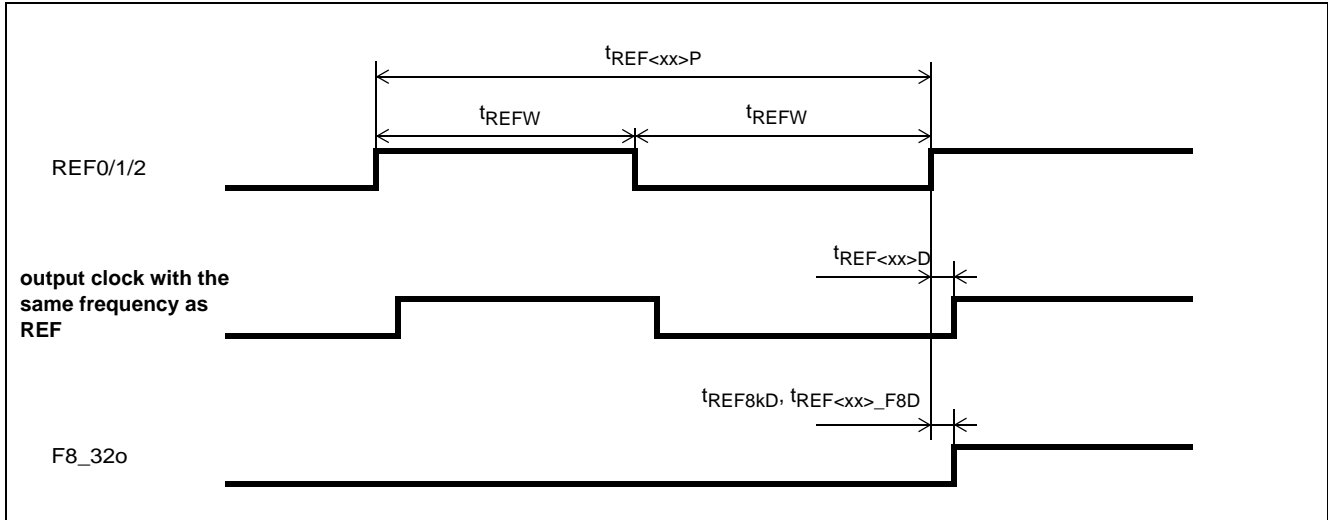 tREF<xx>P
tREFW tREFW
REF0/1/2
tREF<xx>D
output clock with the
same frequency as
REF
tREF8kD, tREF<xx>_F8D
F8_32o